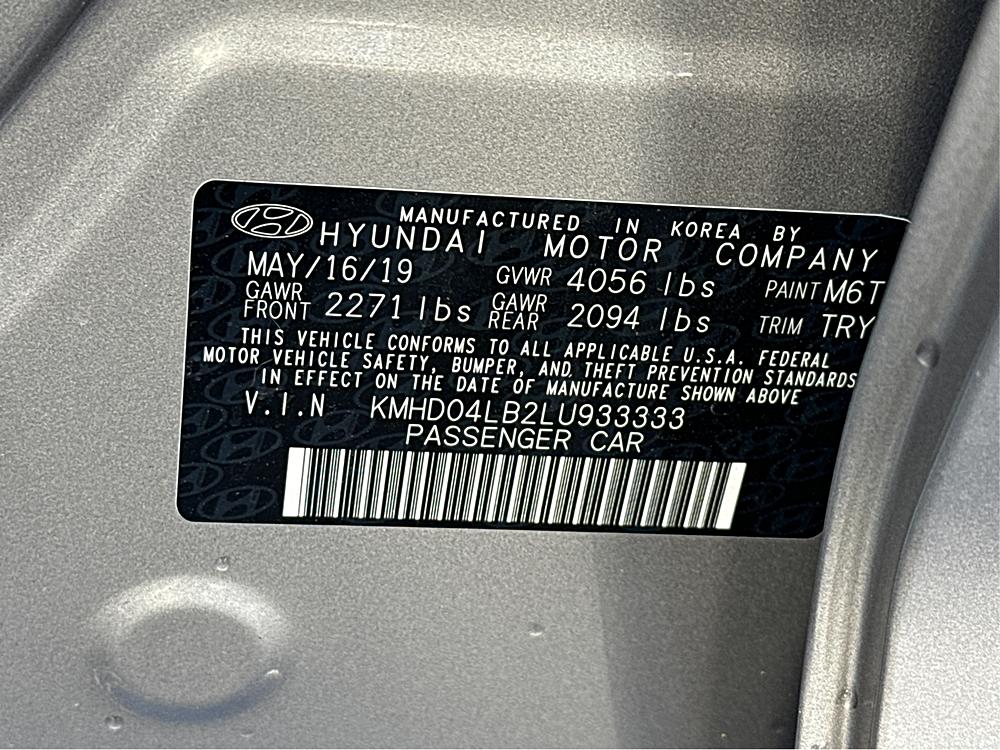 MANUFACTURED IN KOREA BY
HYUNDAI MOTOR COMPANY
MAY/16/19 GVWR 4056 lbs PAINT M6T
GAWR FRONT 2271 lbs GAWR REAR 2094 lbs TRIM TRY
THIS VEHICLE CONFORMS TO ALL APPLICABLE U.S.A. FEDERAL
MOTOR VEHICLE SAFETY, BUMPER, AND THEFT PREVENTION STANDARDS
IN EFFECT ON THE DATE OF MANUFACTURE SHOWN ABOVE
V.I.N KMHD04LB2LU933333
PASSENGER CAR